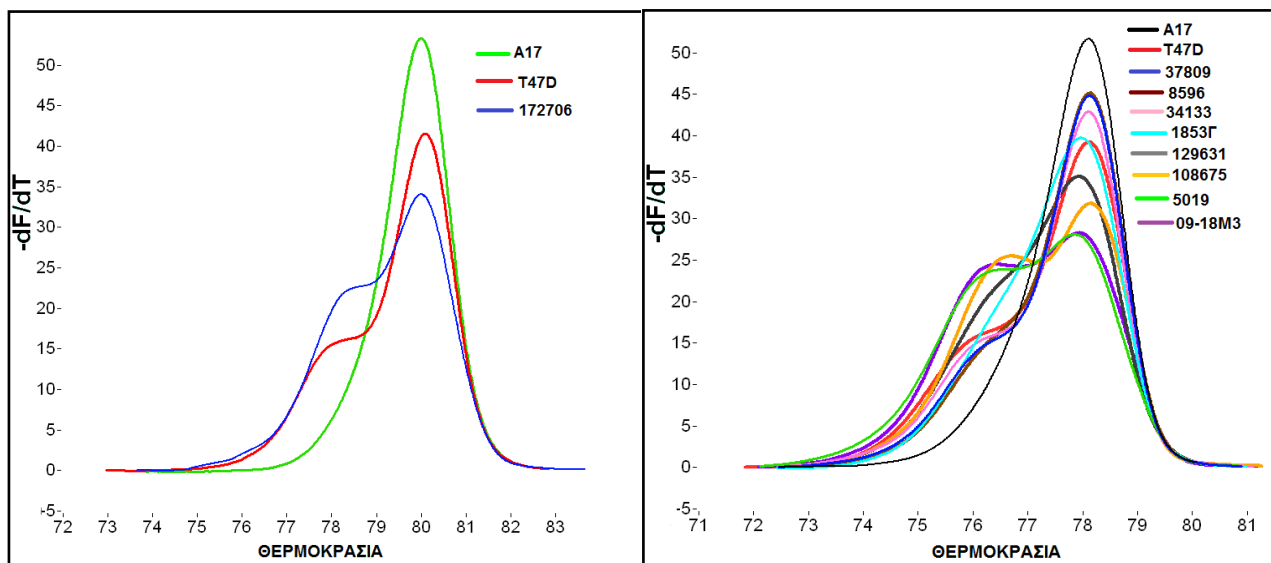 A17
T47D
172706
-dF/dT
50-
45-
40-
35-
30-
25-
20-
15-
10-
5-
0-
-5-
72 73 74 75 76 77 78 79 80 81 82 83
ΘΕΡΜΟΚΡΑΣΙΑ
A17
T47D
37809
8596
34133
1853Γ
129631
108675
5019
09-18M3
-dF/dT
50-
45-
40-
35-
30-
25-
20-
15-
10-
5-
0-
-5-
71 72 73 74 75 76 77 78 79 80 81
ΘΕΡΜΟΚΡΑΣΙΑ